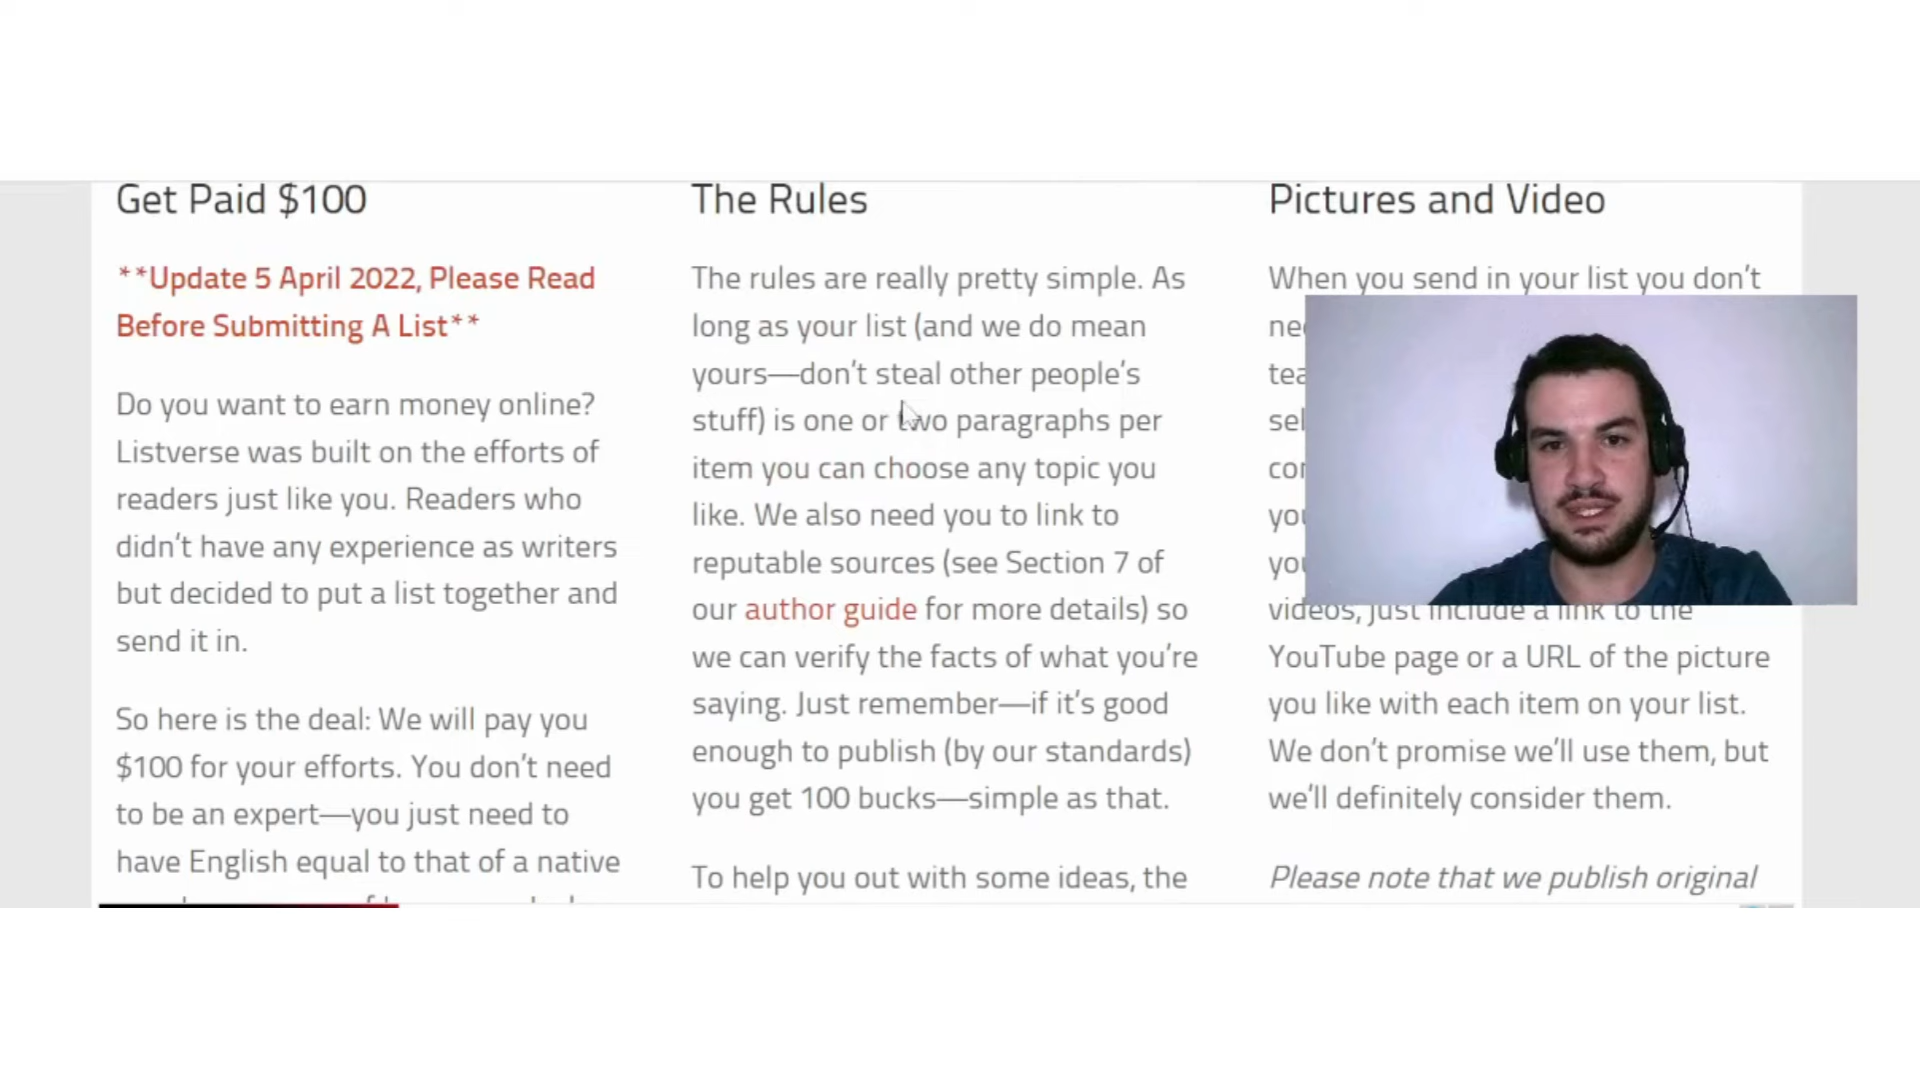 Get Paid $100
**Update 5 April 2022, Please Read
Before Submitting A List**
Do you want to earn money online?
Listverse was built on the efforts of
readers just like you. Readers who
didn't have any experience as writers
but decided to put a list together and
send it in.
So here is the deal: We will pay you
$100 for your efforts. You don't need
to be an expert—you just need to
have English equal to that of a native
The Rules
The rules are really pretty simple. As
long as your list (and we do mean
yours—don't steal other people's
stuff) is one or two paragraphs per
item you can choose any topic you
like. We also need you to link to
reputable sources (see Section 7 of
our author guide for more details) so
we can verify the facts of what you're
saying. Just remember—if it's good
enough to publish (by our standards)
you get 100 bucks—simple as that.
To help you out with some ideas, the
Pictures and Video
When you send in your list you don't
videos, just include a link to the
YouTube page or a URL of the picture
you like with each item on your list.
We don't promise we'll use them, but
we'll definitely consider them.
Please note that we publish original